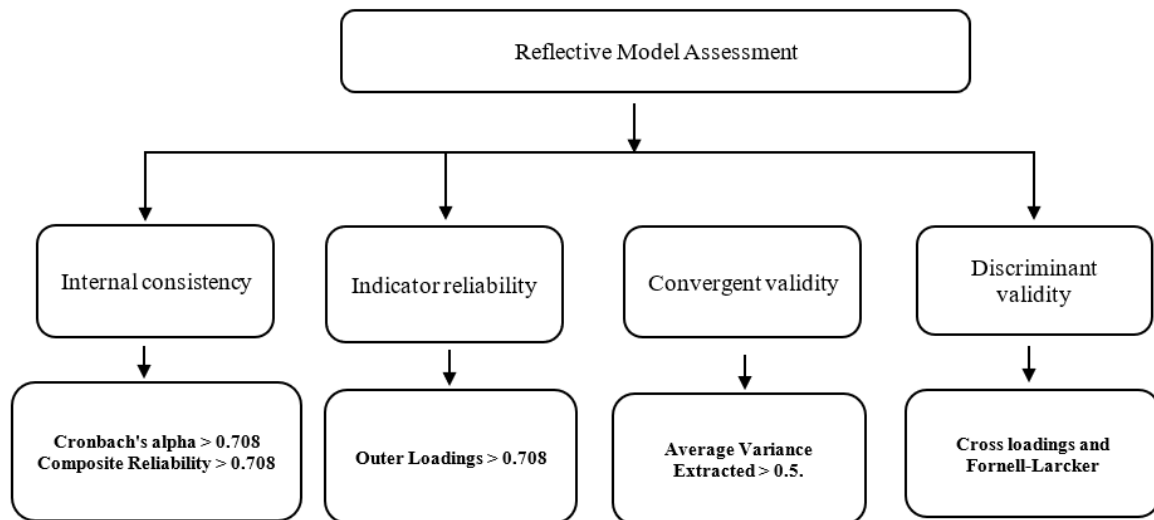 Reflective Model Assessment
Internal consistency
Indicator reliability
Convergent validity
Discriminant
validity
Cronbach's alpha > 0.708
Composite Reliability > 0.708
Outer Loadings > 0.708
Average Variance
Extracted > 0.5.
Cross loadings and
Fornell-Larcker